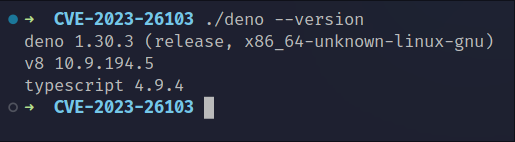 ➜ CVE-2023-26103 ./deno --version
deno 1.30.3 (release, x86_64-unknown-linux-gnu)
v8 10.9.194.5
typescript 4.9.4
➜ CVE-2023-26103